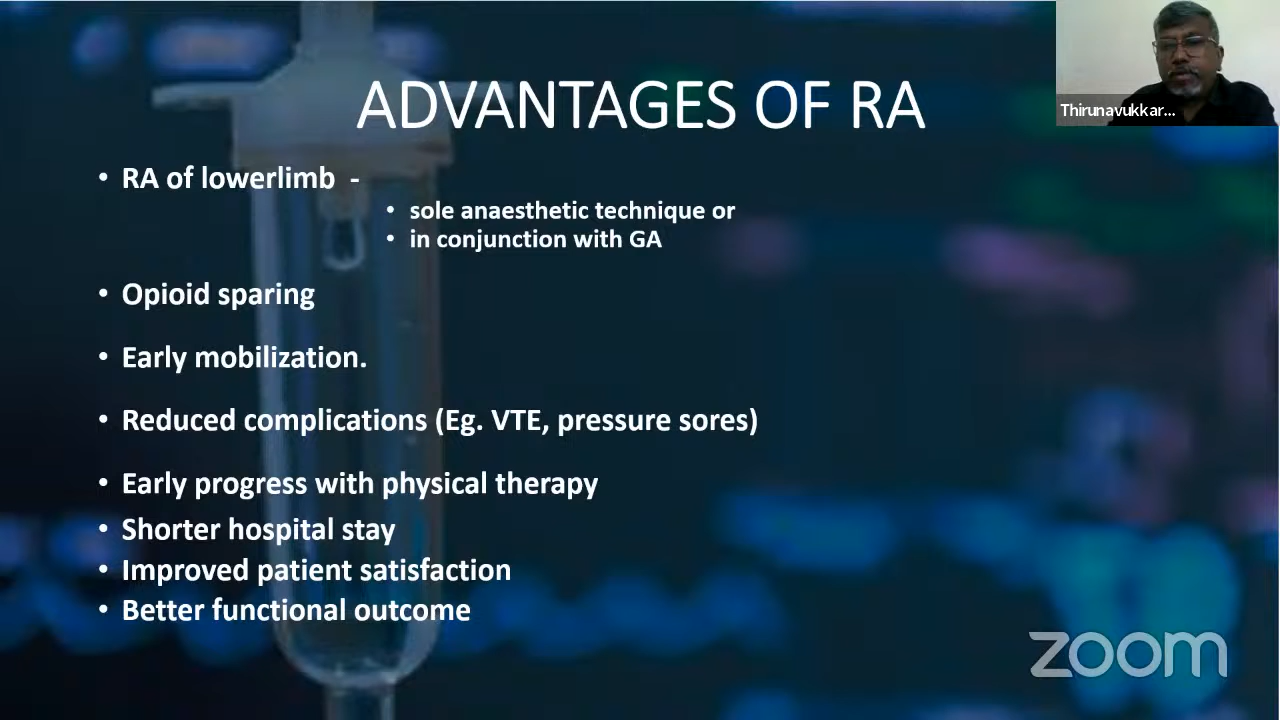 ADVANTAGES OF RA
Thirunavukkar...
• RA of lowerlimb -
• sole anaesthetic technique or
• in conjunction with GA
• Opioid sparing
• Early mobilization.
• Reduced complications (Eg. VTE, pressure sores)
• Early progress with physical therapy
• Shorter hospital stay
• Improved patient satisfaction
• Better functional outcome
zoom